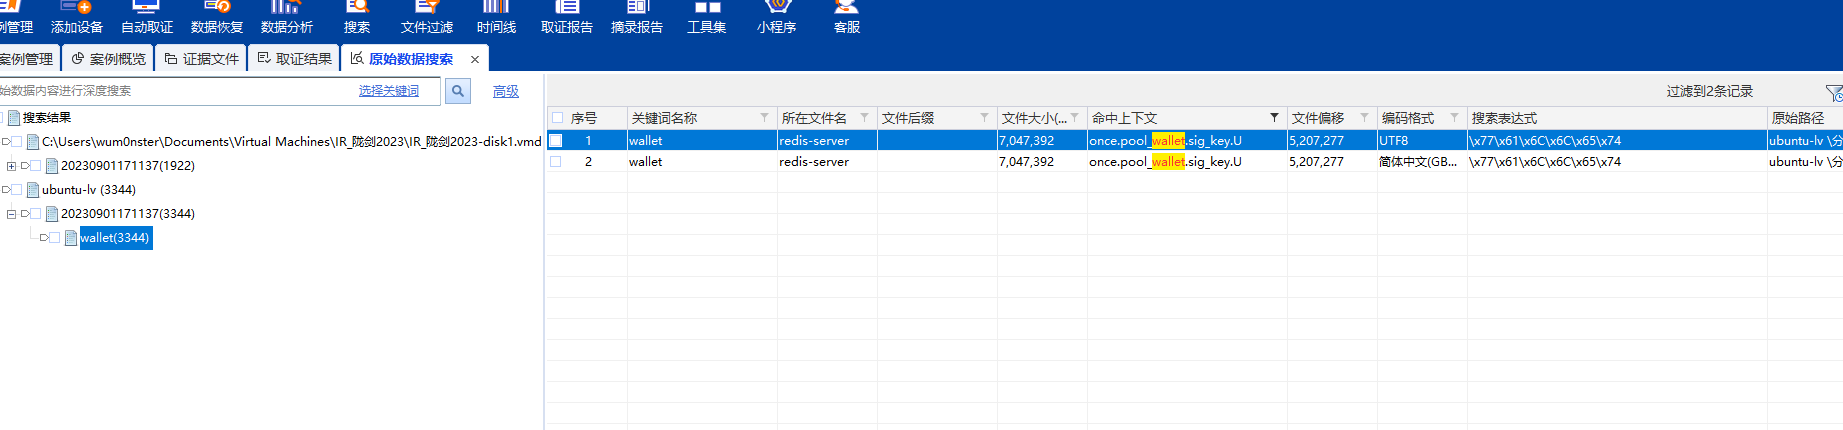 例管理 添加设备 自动取证 数据恢复 数据分析 搜索 文件过滤 时间线 取证报告 摘录报告 工具集 小程序 客服
案例管理 案例概览 证据文件 取证结果 原始数据搜索 ×
始数据内容进行深度搜索 选择关键词 高级
过滤到2条记录
搜索结果
C:\Users\wum0nster\Documents\Virtual Machines\IR_陇剑2023\IR_陇剑2023-disk1.vmd
20230901171137(1922)
ubuntu-lv (3344)
20230901171137(3344)
wallet(3344)
序号 关键词名称 所在文件名 文件后缀 文件大小(... 命中上下文 文件偏移 编码格式 搜索表达式 原始路径
1 wallet redis-server 7,047,392 once.pool_wallet.sig_key.U 5,207,277 UTF8 \x77\x61\x6C\x6C\x65\x74 ubuntu-lv \分
2 wallet redis-server 7,047,392 once.pool_wallet.sig_key.U 5,207,277 简体中文(GB... \x77\x61\x6C\x6C\x65\x74 ubuntu-lv \分